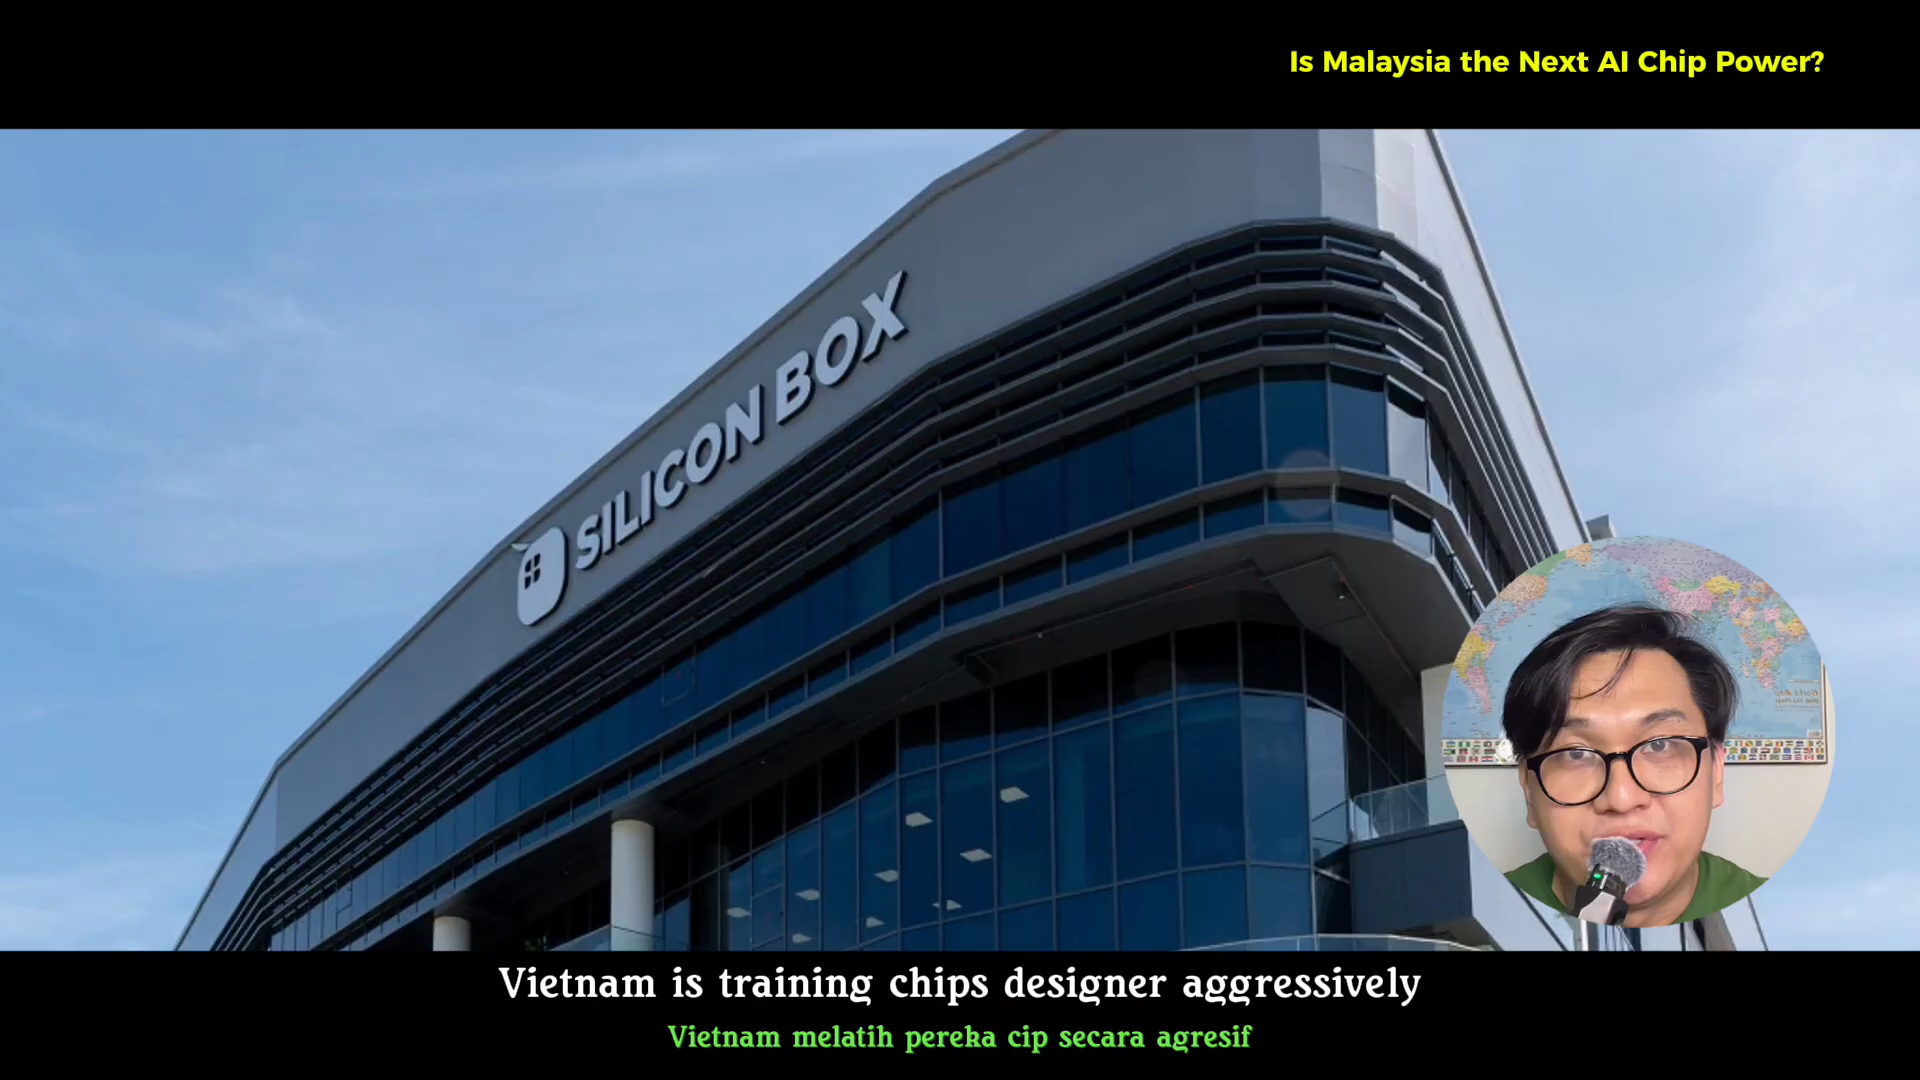 Is Malaysia the Next AI Chip Power?
SILICON BOX
Vietnam is training chips designer aggressively
Vietnam melatih pereka cip secara agresif